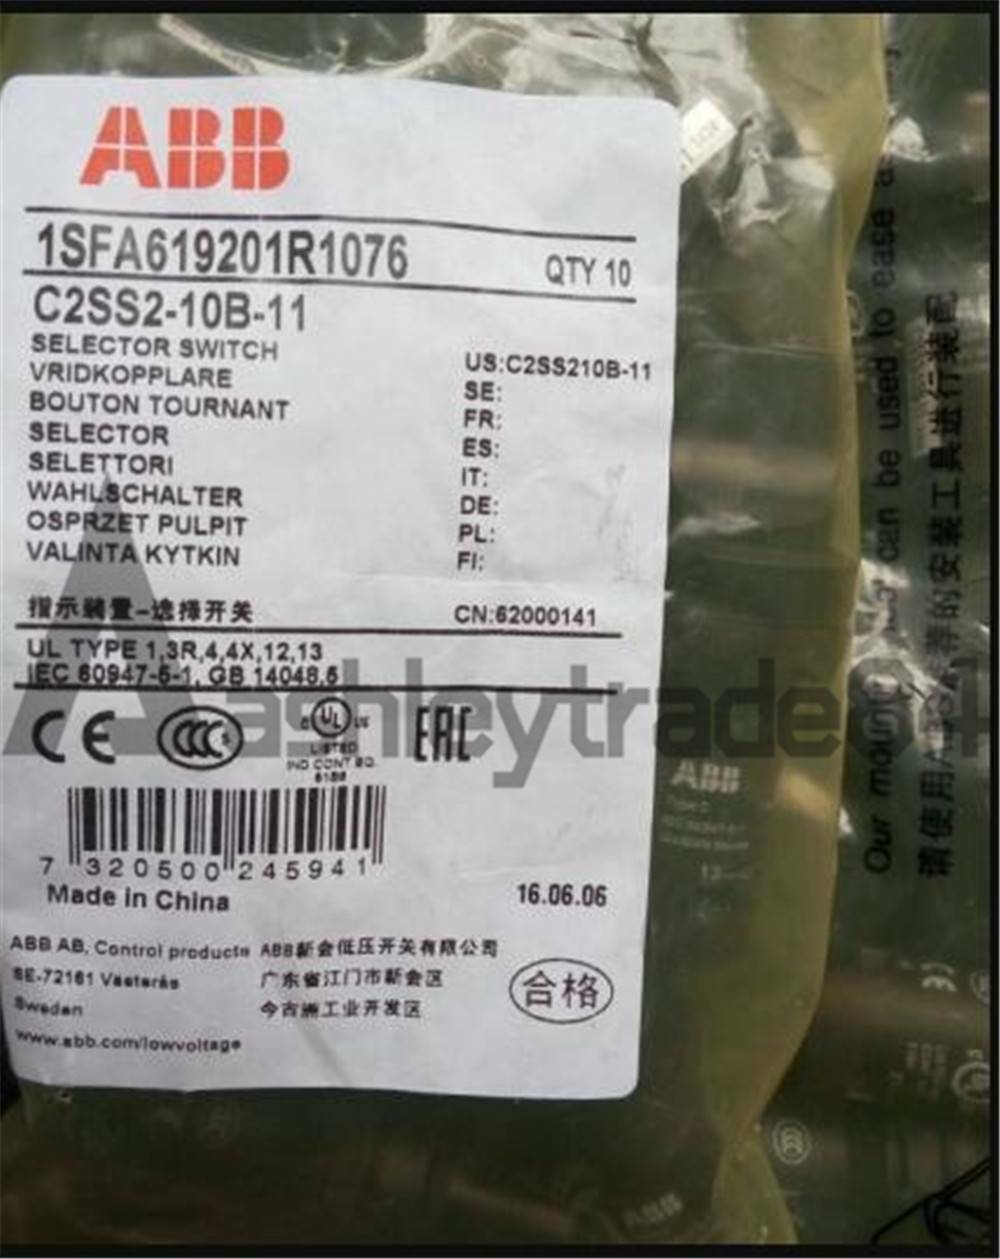 ABB
1SFA619201R1076
QTY 10
C2SS2-10B-11
SELECTOR SWITCH
US:C2SS210B-11
VRIDKOPPLARE
SE:
BOUTON TOURNANT
FR:
SELECTOR
ES:
SELETTORI
IT:
WAHLSCHALTER
DE:
OSPRZET PULPIT
PL:
VALINTA KYTKIN
FI:
指示装置-选择开关
CN:62000141
UL TYPE 1,3R,4,4X,12,13
IEC 60947-5-1, GB 14048.5
CE CCC S c UL us EAC
LISTED
IND CONT EQ.
7 320500 245941
Made in China
16.06.06
ABB AB, Control products
SE-72161 Västerås
Sweden
www.abb.com/lowvoltage
ABB新会低压开关有限公司
广东省江门市新会区
今古洲工业开发区
合格
Our mounting can be used to ease
请使用ABB推荐的安装工具进行装配
ABB
ashleytrade